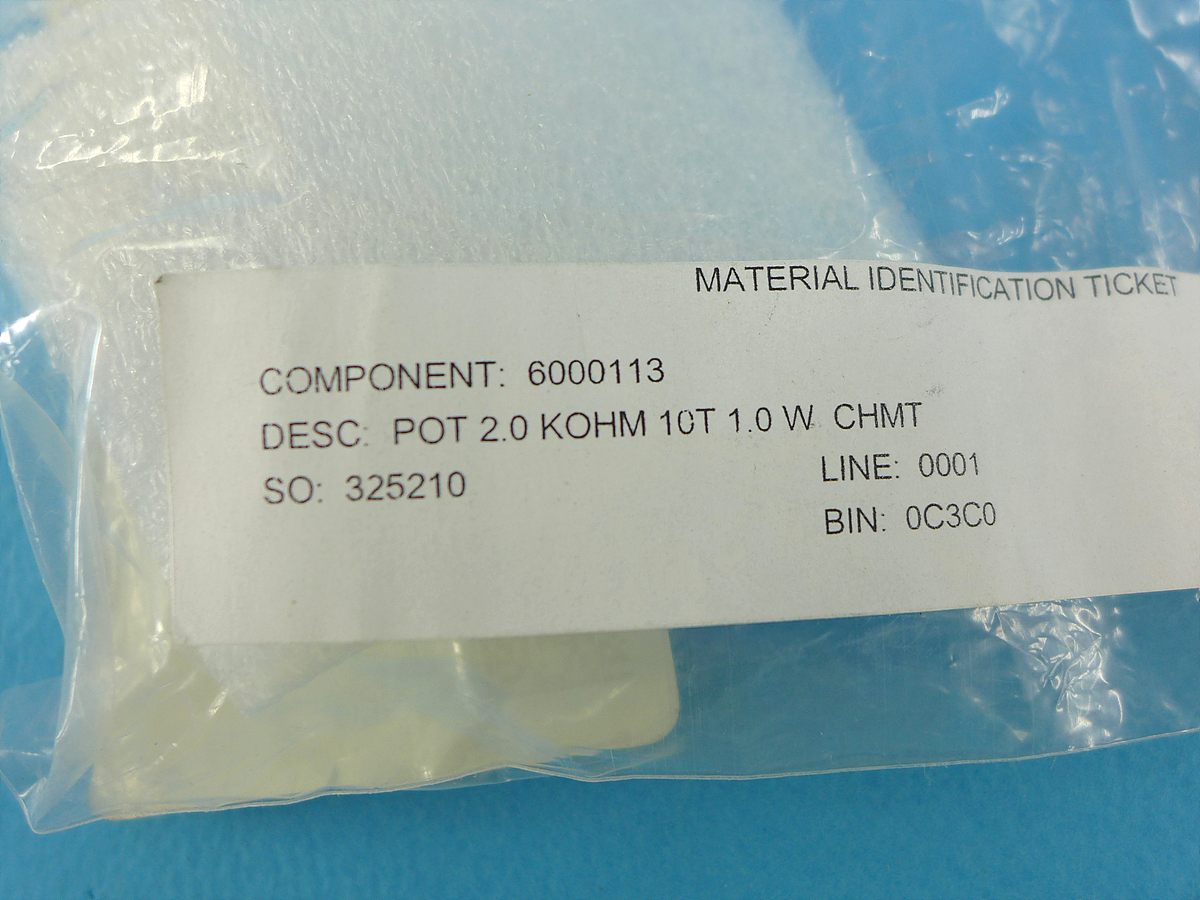 MATERIAL IDENTIFICATION TICKET
COMPONENT: 6000113
DESC: POT 2.0 KOHM 10T 1.0 W CHMT
SO: 325210 LINE: 0001
BIN: 0C3C0